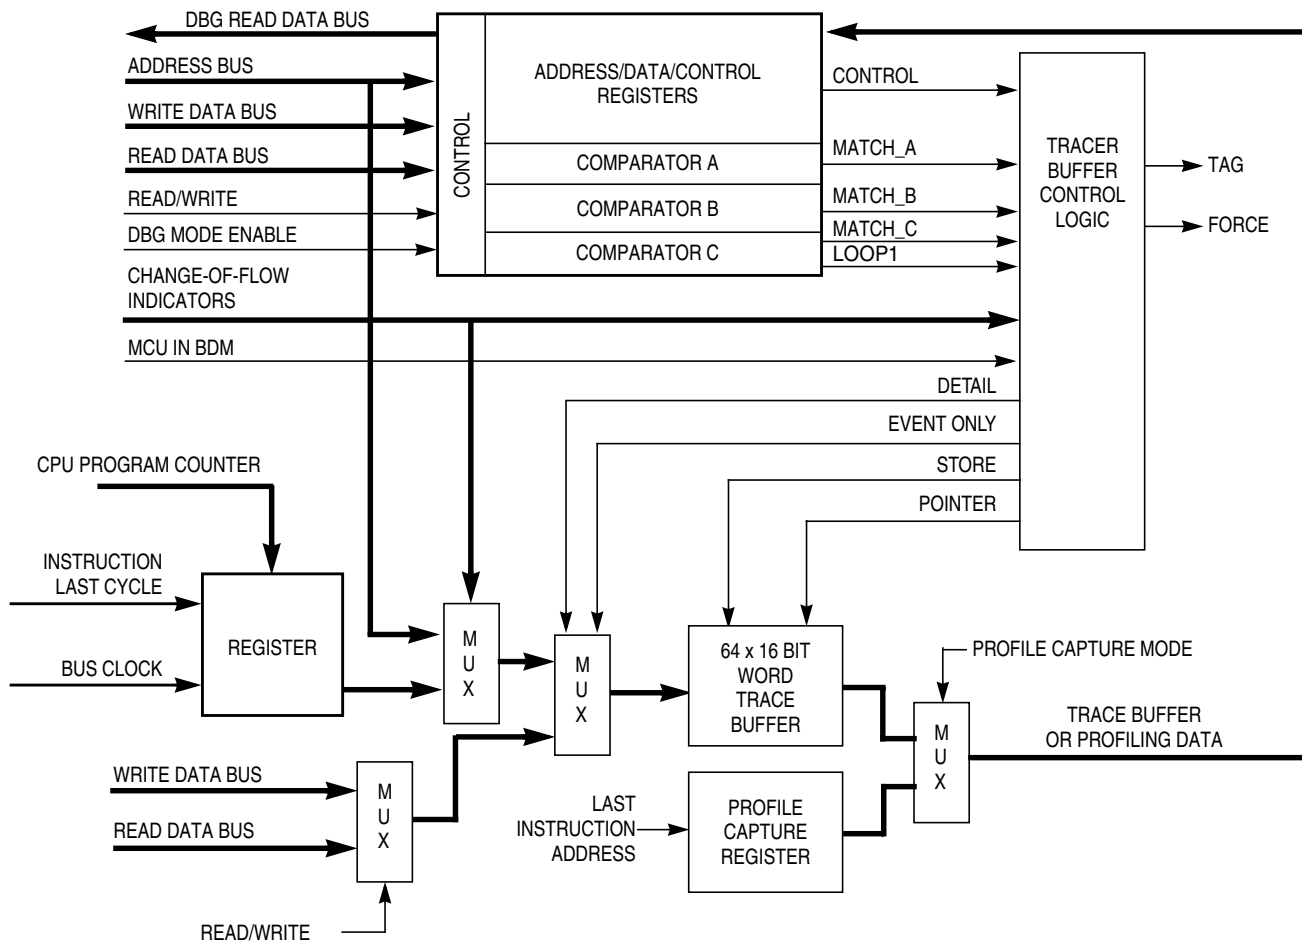 DBG READ DATA BUS
ADDRESS BUS
WRITE DATA BUS
READ DATA BUS
READ/WRITE
DBG MODE ENABLE
CHANGE-OF-FLOW
INDICATORS
MCU IN BDM
CONTROL
ADDRESS/DATA/CONTROL
REGISTERS
COMPARATOR A
COMPARATOR B
COMPARATOR C
CONTROL
MATCH_A
MATCH_B
MATCH_C
LOOP1
TRACER
BUFFER
CONTROL
LOGIC
TAG
FORCE
DETAIL
EVENT ONLY
STORE
POINTER
CPU PROGRAM COUNTER
INSTRUCTION
LAST CYCLE
BUS CLOCK
REGISTER
M
U
X
M
U
X
64 x 16 BIT
WORD
TRACE
BUFFER
PROFILE CAPTURE MODE
M
U
X
TRACE BUFFER
OR PROFILING DATA
WRITE DATA BUS
READ DATA BUS
M
U
X
READ/WRITE
LAST
INSTRUCTION
ADDRESS
PROFILE
CAPTURE
REGISTER